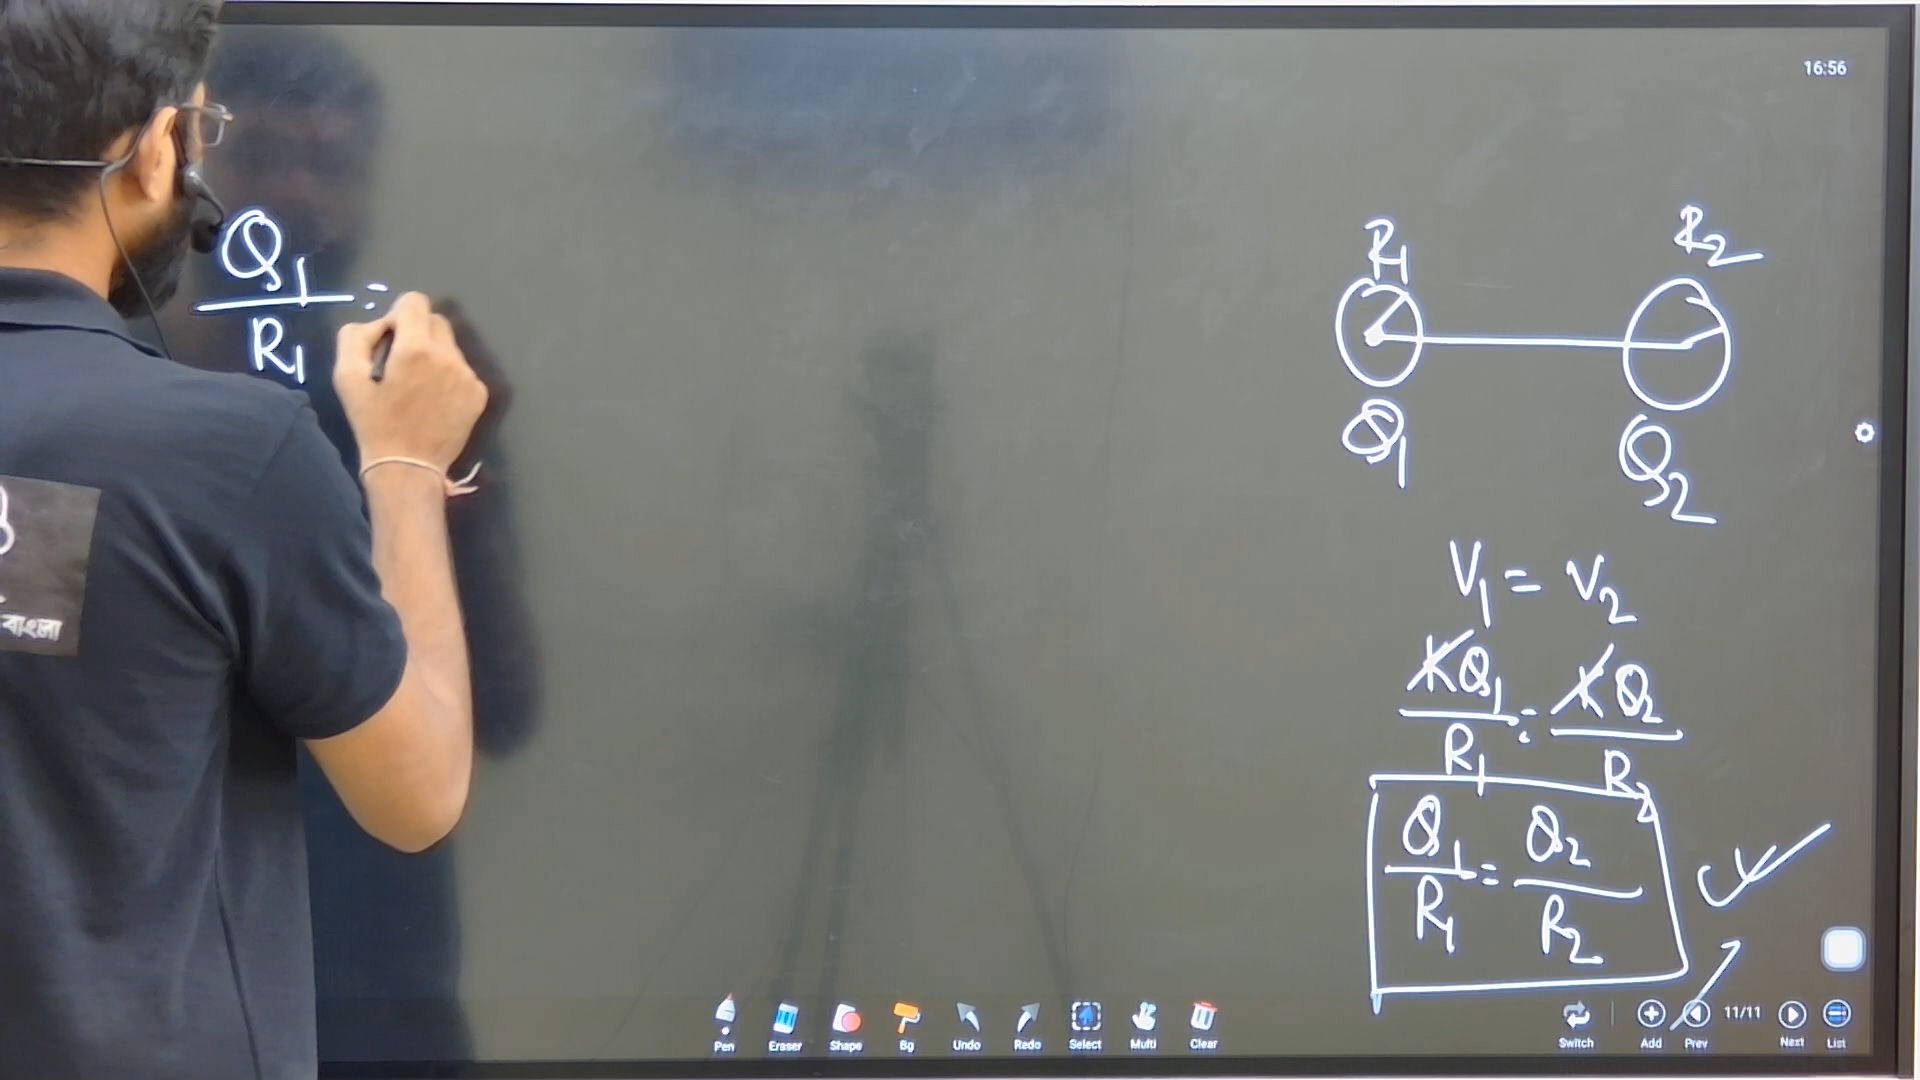 16:56
Q₁/R₁ =
R₁
R₂
Q₁
Q₂
V₁ = V₂
KQ₁/R₁ = KQ₂/R₂
Q₁/R₁ = Q₂/R₂
বাংলা
Pen Eraser Shape Bg Undo Redo Select Multi Clear
Switch Add Prev 11/11 Next List